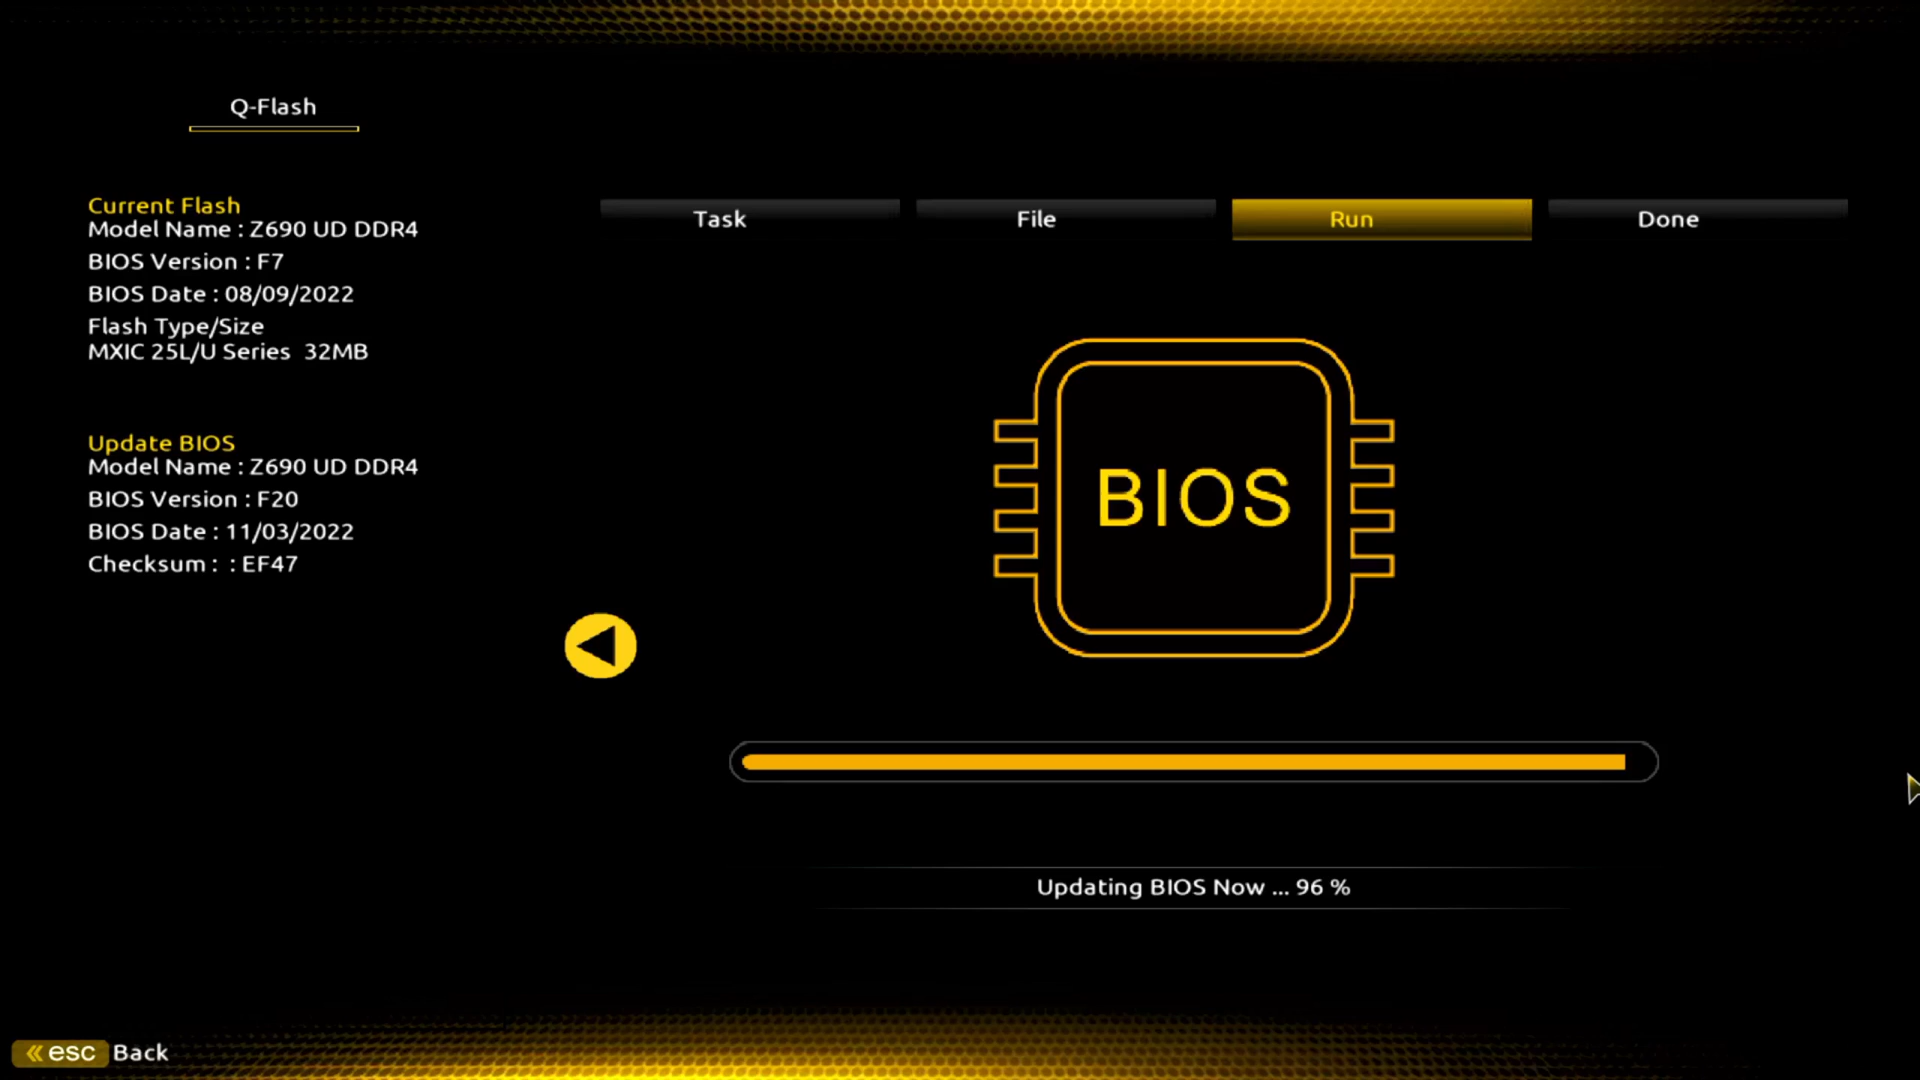 Q-Flash
Current Flash
Model Name : Z690 UD DDR4
BIOS Version : F7
BIOS Date : 08/09/2022
Flash Type/Size
MXIC 25L/U Series  32MB
Update BIOS
Model Name : Z690 UD DDR4
BIOS Version : F20
BIOS Date : 11/03/2022
Checksum :  : EF47
Task
File
Run
Done
BIOS
Updating BIOS Now ... 96 %
esc Back